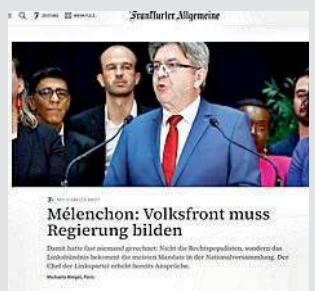 ZEITUNG
Frankfurter Allgemeine
Mélenchon: Volksfront muss
Regierung bilden
Damit hatte fast niemand gerechnet: Nicht die Rechtspopulisten, sondern das
Linksbündnis bekommt die meisten Mandate in der Nationalversammlung. Der
Chef der Linkspartei erhebt bereits Ansprüche.
Michaela Wiegel, Paris